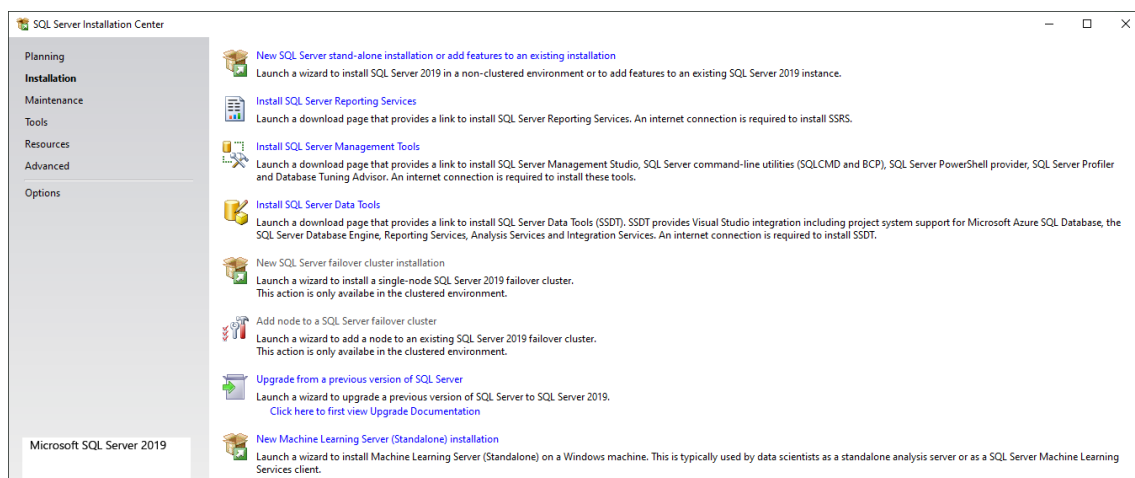 SQL Server Installation Center
Planning
Installation
Maintenance
Tools
Resources
Advanced
Options
Microsoft SQL Server 2019
New SQL Server stand-alone installation or add features to an existing installation
Launch a wizard to install SQL Server 2019 in a non-clustered environment or to add features to an existing SQL Server 2019 instance.
Install SQL Server Reporting Services
Launch a download page that provides a link to install SQL Server Reporting Services. An internet connection is required to install SSRS.
Install SQL Server Management Tools
Launch a download page that provides a link to install SQL Server Management Studio, SQL Server command-line utilities (SQLCMD and BCP), SQL Server PowerShell provider, SQL Server Profiler
and Database Tuning Advisor. An internet connection is required to install these tools.
Install SQL Server Data Tools
Launch a download page that provides a link to install SQL Server Data Tools (SSDT). SSDT provides Visual Studio integration including project system support for Microsoft Azure SQL Database, the
SQL Server Database Engine, Reporting Services, Analysis Services and Integration Services. An internet connection is required to install SSDT.
New SQL Server failover cluster installation
Launch a wizard to install a single-node SQL Server 2019 failover cluster.
This action is only availabe in the clustered environment.
Add node to a SQL Server failover cluster
Launch a wizard to add a node to an existing SQL Server 2019 failover cluster.
This action is only availabe in the clustered environment.
Upgrade from a previous version of SQL Server
Launch a wizard to upgrade a previous version of SQL Server to SQL Server 2019.
Click here to first view Upgrade Documentation
New Machine Learning Server (Standalone) installation
Launch a wizard to install Machine Learning Server (Standalone) on a Windows machine. This is typically used by data scientists as a standalone analysis server or as a SQL Server Machine Learning
Services client.